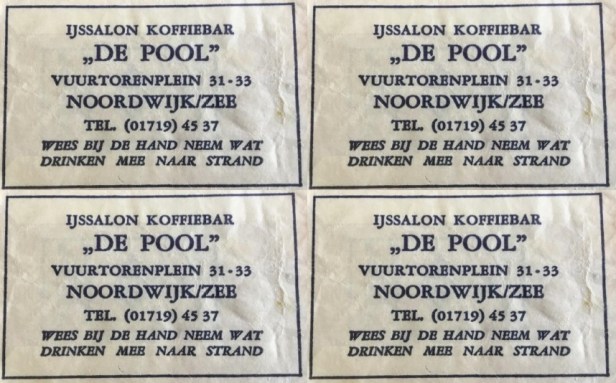 IJSSALON KOFFIEBAR
„DE POOL”
VUURTORENPLEIN 31-33
NOORDWIJK/ZEE
TEL. (01719) 45 37
WEES BIJ DE HAND NEEM WAT
DRINKEN MEE NAAR STRAND
IJSSALON KOFFIEBAR
„DE POOL”
VUURTORENPLEIN 31-33
NOORDWIJK/ZEE
TEL. (01719) 45 37
WEES BIJ DE HAND NEEM WAT
DRINKEN MEE NAAR STRAND
IJSSALON KOFFIEBAR
„DE POOL”
VUURTORENPLEIN 31-33
NOORDWIJK/ZEE
TEL. (01719) 45 37
WEES BIJ DE HAND NEEM WAT
DRINKEN MEE NAAR STRAND
IJSSALON KOFFIEBAR
„DE POOL”
VUURTORENPLEIN 31-33
NOORDWIJK/ZEE
TEL. (01719) 45 37
WEES BIJ DE HAND NEEM WAT
DRINKEN MEE NAAR STRAND